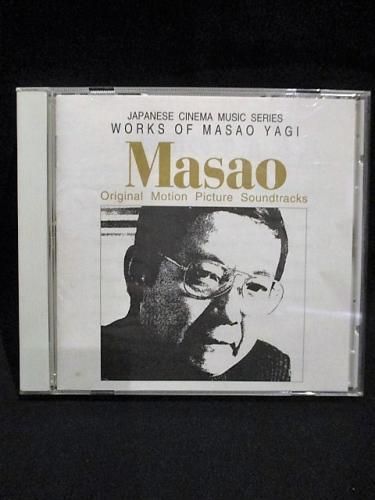 JAPANESE CINEMA MUSIC SERIES
WORKS OF MASAO YAGI
Masao
Original Motion Picture Soundtracks